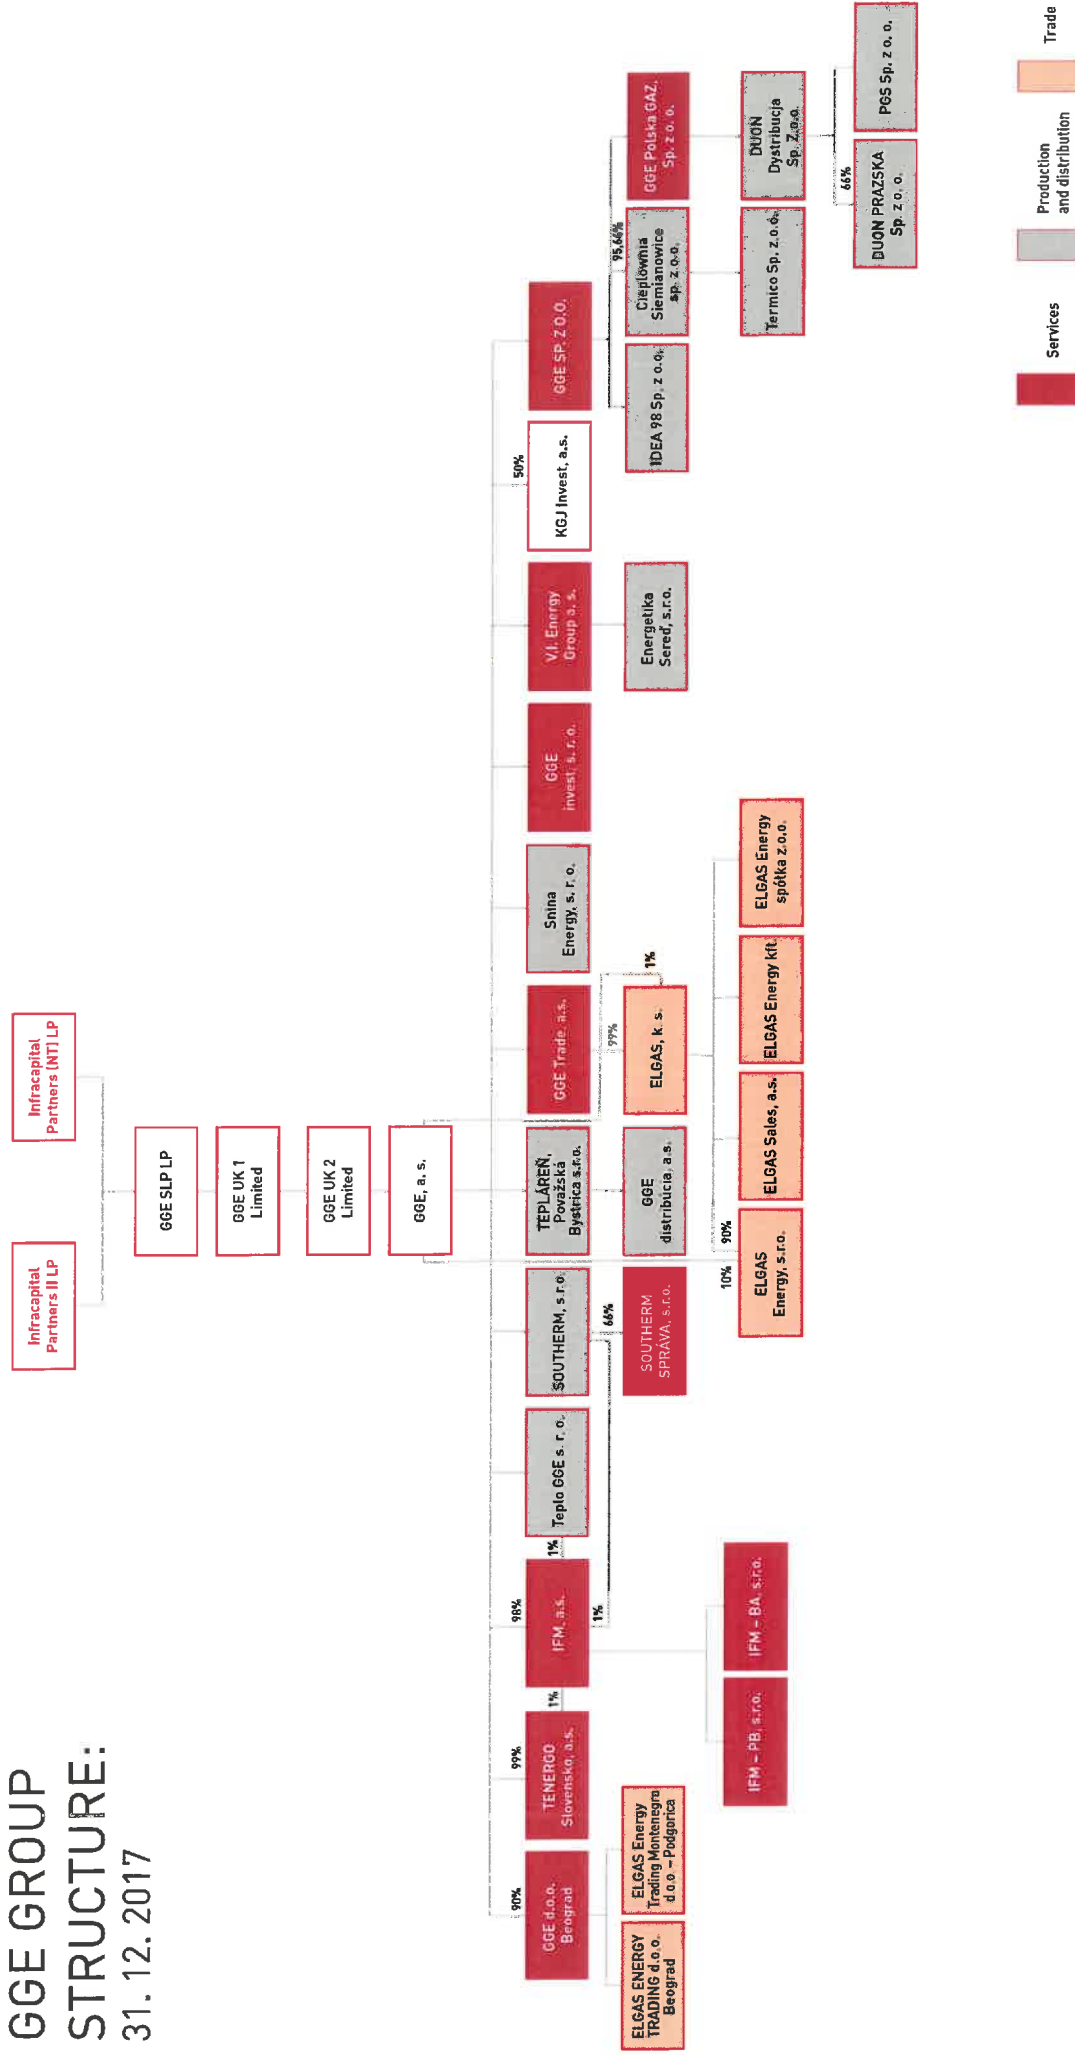 GGE GROUP
STRUCTURE:
31. 12. 2017
Infracapital
Partners II LP
Infracapital
Partners (NT) LP
GGE SLP LP
GGE UK 1
Limited
GGE UK 2
Limited
GGE, a. s.
90%
GGE d.o.o.
Beograd
99%
TENERGO
Slovensko, a.s.
1%
98%
IFM, a.s.
1%
1%
Teplo GGE s. r. o.
SOUTHERM, s.r.o.
TEPLÁREŇ,
Považská
Bystrica s.r.o.
GGE Trade, a.s.
Snina
Energy, s. r. o.
GGE
invest, s. r. o.
V.I. Energy
Group a. s.
50%
KGJ Invest, a.s.
GGE SP. Z O.O.
ELGAS ENERGY
TRADING d.o.o.
Beograd
ELGAS Energy
Trading Montenegro
d.o.o. – Podgorica
66%
SOUTHERM
SPRÁVA, s.r.o.
GGE
distribúcia, a.s.
99%
1%
ELGAS, k. s.
Energetika
Sereď, s.r.o.
IDEA 98 Sp. z o.o.
95,66%
Ciepłownia
Siemianowice
sp. z.o.o.
GGE Polska GAZ,
Sp. z o. o.
IFM – PB, s.r.o.
IFM – BA, s.r.o.
10%
90%
ELGAS
Energy, s.r.o.
ELGAS Sales, a.s.
ELGAS Energy kft.
ELGAS Energy
spótka z.o.o.
Termico Sp. z.o.o.
DUON
Dystribucja
Sp. Z.o.o.
66%
DUON PRAZSKA
Sp. z o. o.
PGS Sp. z o. o.
Services
Production
and distribution
Trade